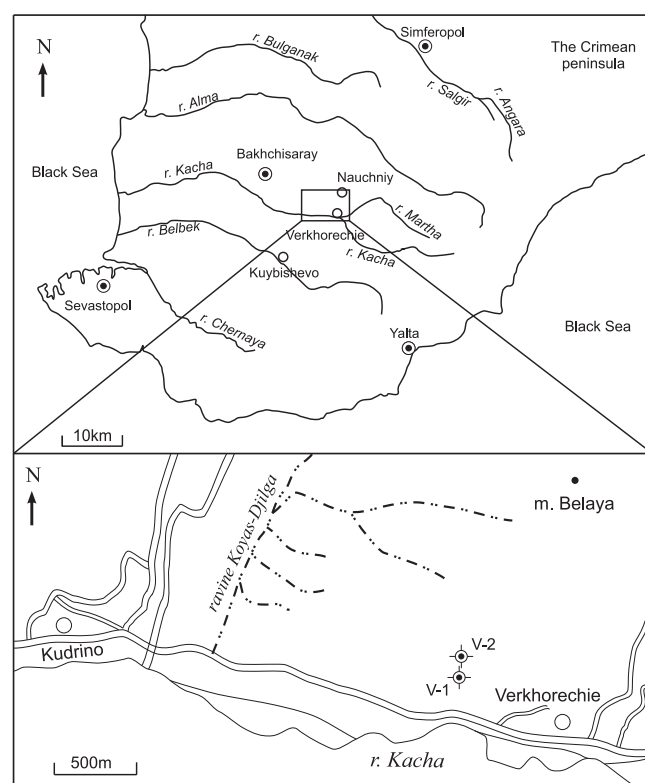 Simferopol
The Crimean
peninsula
N
r. Bulganak
r. Salgir
r. Angara
r. Alma
Bakhchisaray
Black Sea
r. Kacha
Nauchniy
r. Martha
r. Belbek
Verkhorechie
r. Kacha
Kuybishevo
Sevastopol
r. Chernaya
Yalta
Black Sea
10km
N
m. Belaya
ravine Koyas-Djilga
V-2
Kudrino
V-1
Verkhorechie
500m
r. Kacha